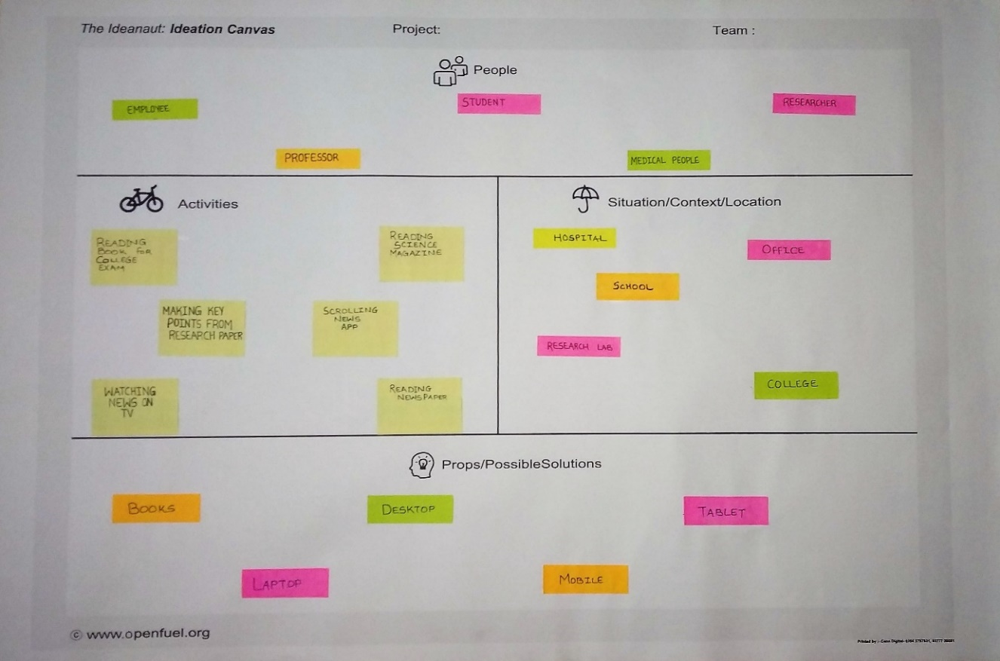 The Ideanaut: Ideation Canvas
Project:
Team :
People
EMPLOYEE
STUDENT
RESEARCHER
PROFESSOR
MEDICAL PEOPLE
Activities
READING
BOOK FOR
COLLEGE
EXAM
READING
SCIENCE
MAGAZINE
MAKING KEY
POINTS FROM
RESEARCH PAPER
SCROLLING
NEWS
APP
WATCHING
NEWS ON
TV
READING
NEWSPAPER
Situation/Context/Location
HOSPITAL
OFFICE
SCHOOL
RESEARCH LAB
COLLEGE
Props/PossibleSolutions
BOOKS
DESKTOP
TABLET
LAPTOP
MOBILE
© www.openfuel.org
Printed by :-